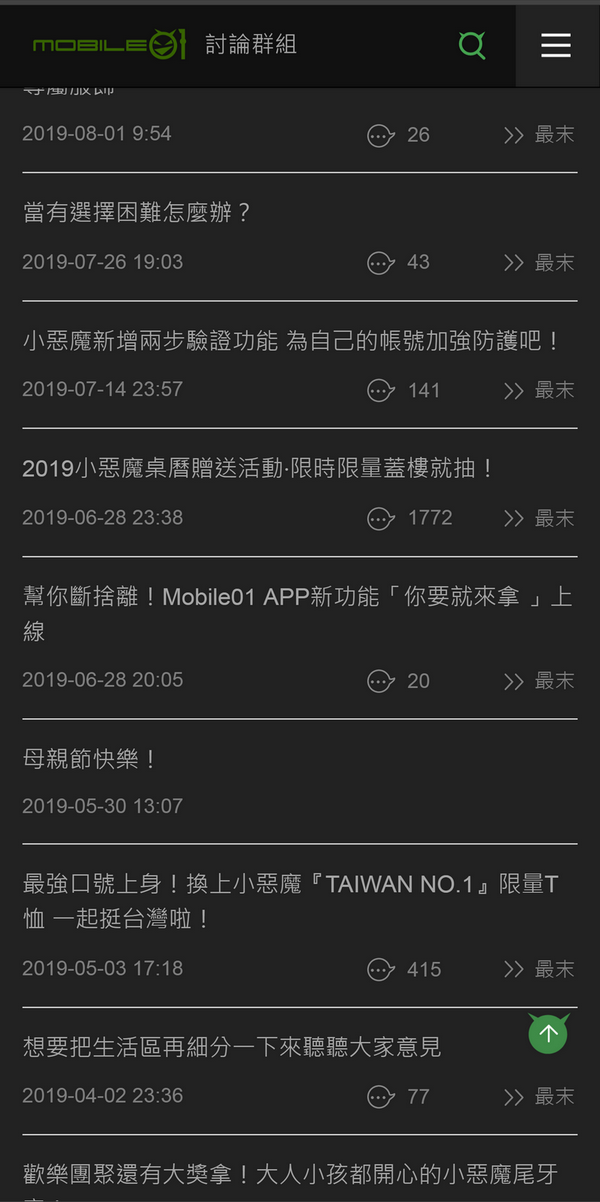 mobile01 討論群組
專屬服飾
2019-08-01 9:54 26 最末
當有選擇困難怎麼辦？
2019-07-26 19:03 43 最末
小惡魔新增兩步驗證功能 為自己的帳號加強防護吧！
2019-07-14 23:57 141 最末
2019小惡魔桌曆贈送活動‧限時限量蓋樓就抽！
2019-06-28 23:38 1772 最末
幫你斷捨離！Mobile01 APP新功能「你要就來拿 」上
線
2019-06-28 20:05 20 最末
母親節快樂！
2019-05-30 13:07
最強口號上身！換上小惡魔『TAIWAN NO.1』限量T
恤 一起挺台灣啦！
2019-05-03 17:18 415 最末
想要把生活區再細分一下來聽聽大家意見
2019-04-02 23:36 77 最末
歡樂團聚還有大獎拿！大人小孩都開心的小惡魔尾牙